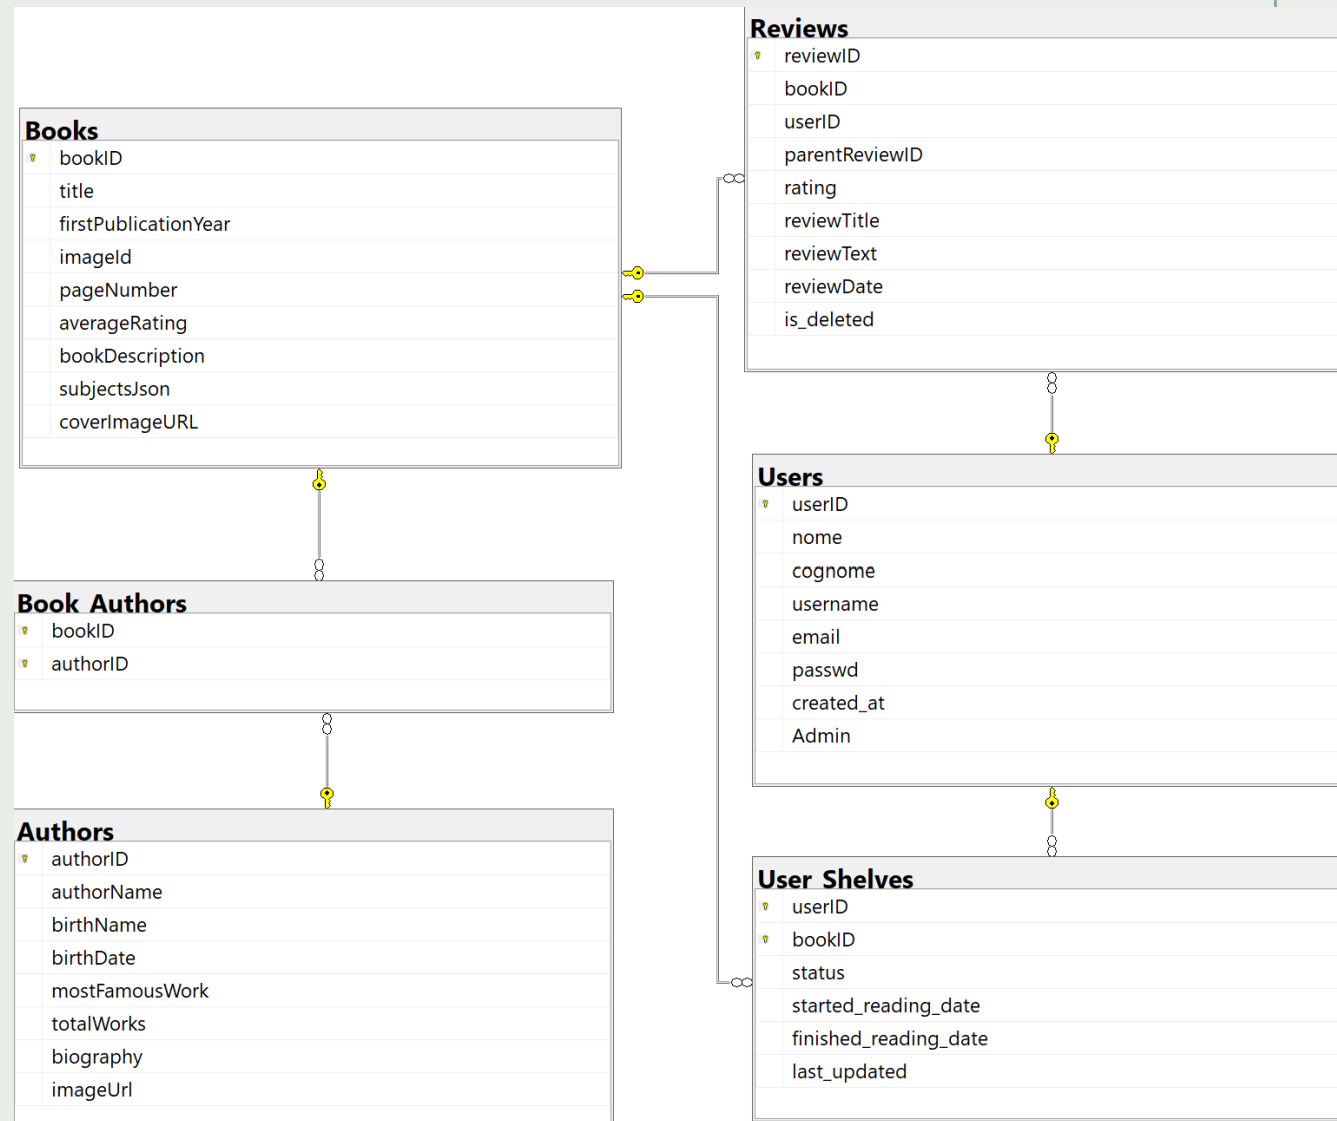 Books
bookID
title
firstPublicationYear
imageId
pageNumber
averageRating
bookDescription
subjectsJson
coverImageURL
Book_Authors
bookID
authorID
Authors
authorID
authorName
birthName
birthDate
mostFamousWork
totalWorks
biography
imageUrl
Reviews
reviewID
bookID
userID
parentReviewID
rating
reviewTitle
reviewText
reviewDate
is_deleted
Users
userID
nome
cognome
username
email
passwd
created_at
Admin
User_Shelves
userID
bookID
status
started_reading_date
finished_reading_date
last_updated